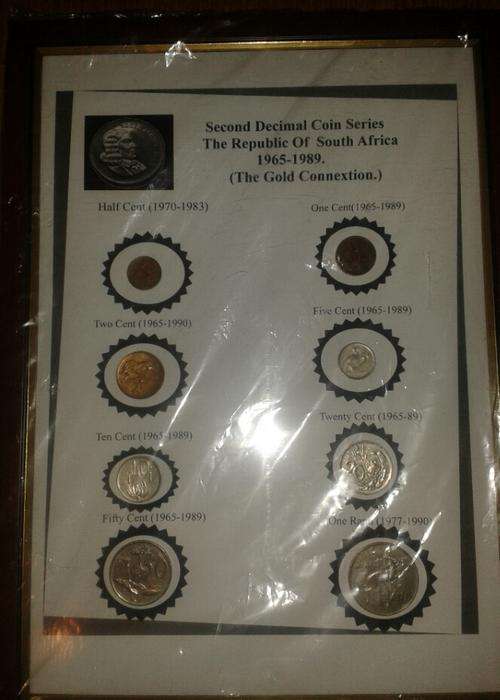 Second Decimal Coin Series
The Republic Of South Africa
1965-1989.
(The Gold Connextion.)
Half Cent (1970-1983)
One Cent(1965-1989)
Two Cent (1965-1990)
Five Cent (1965-1989)
Ten Cent (1965-1989)
Twenty Cent (1965-89)
Fifty Cent (1965-1989)
One Rand (1977-1990